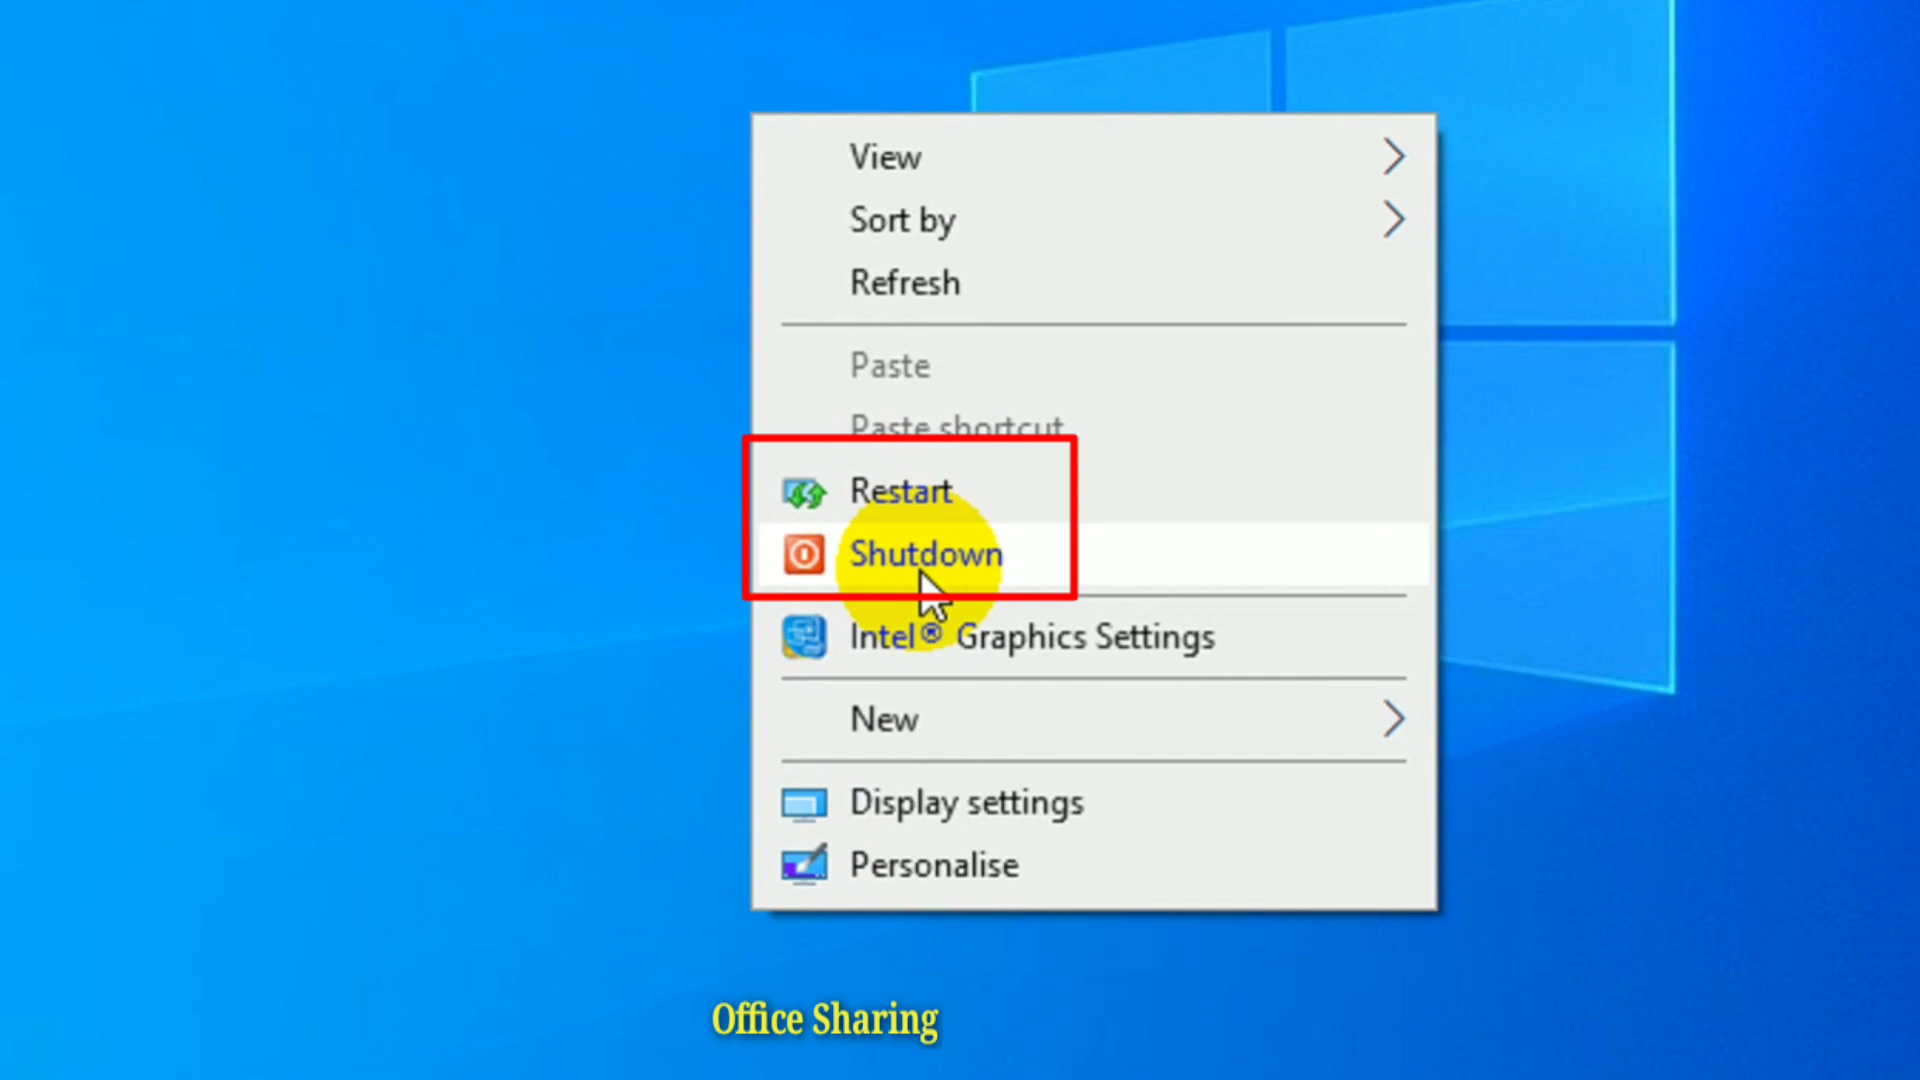 View
Sort by
Refresh
Paste
Paste shortcut
Restart
Shutdown
Intel® Graphics Settings
New
Display settings
Personalise
Office Sharing